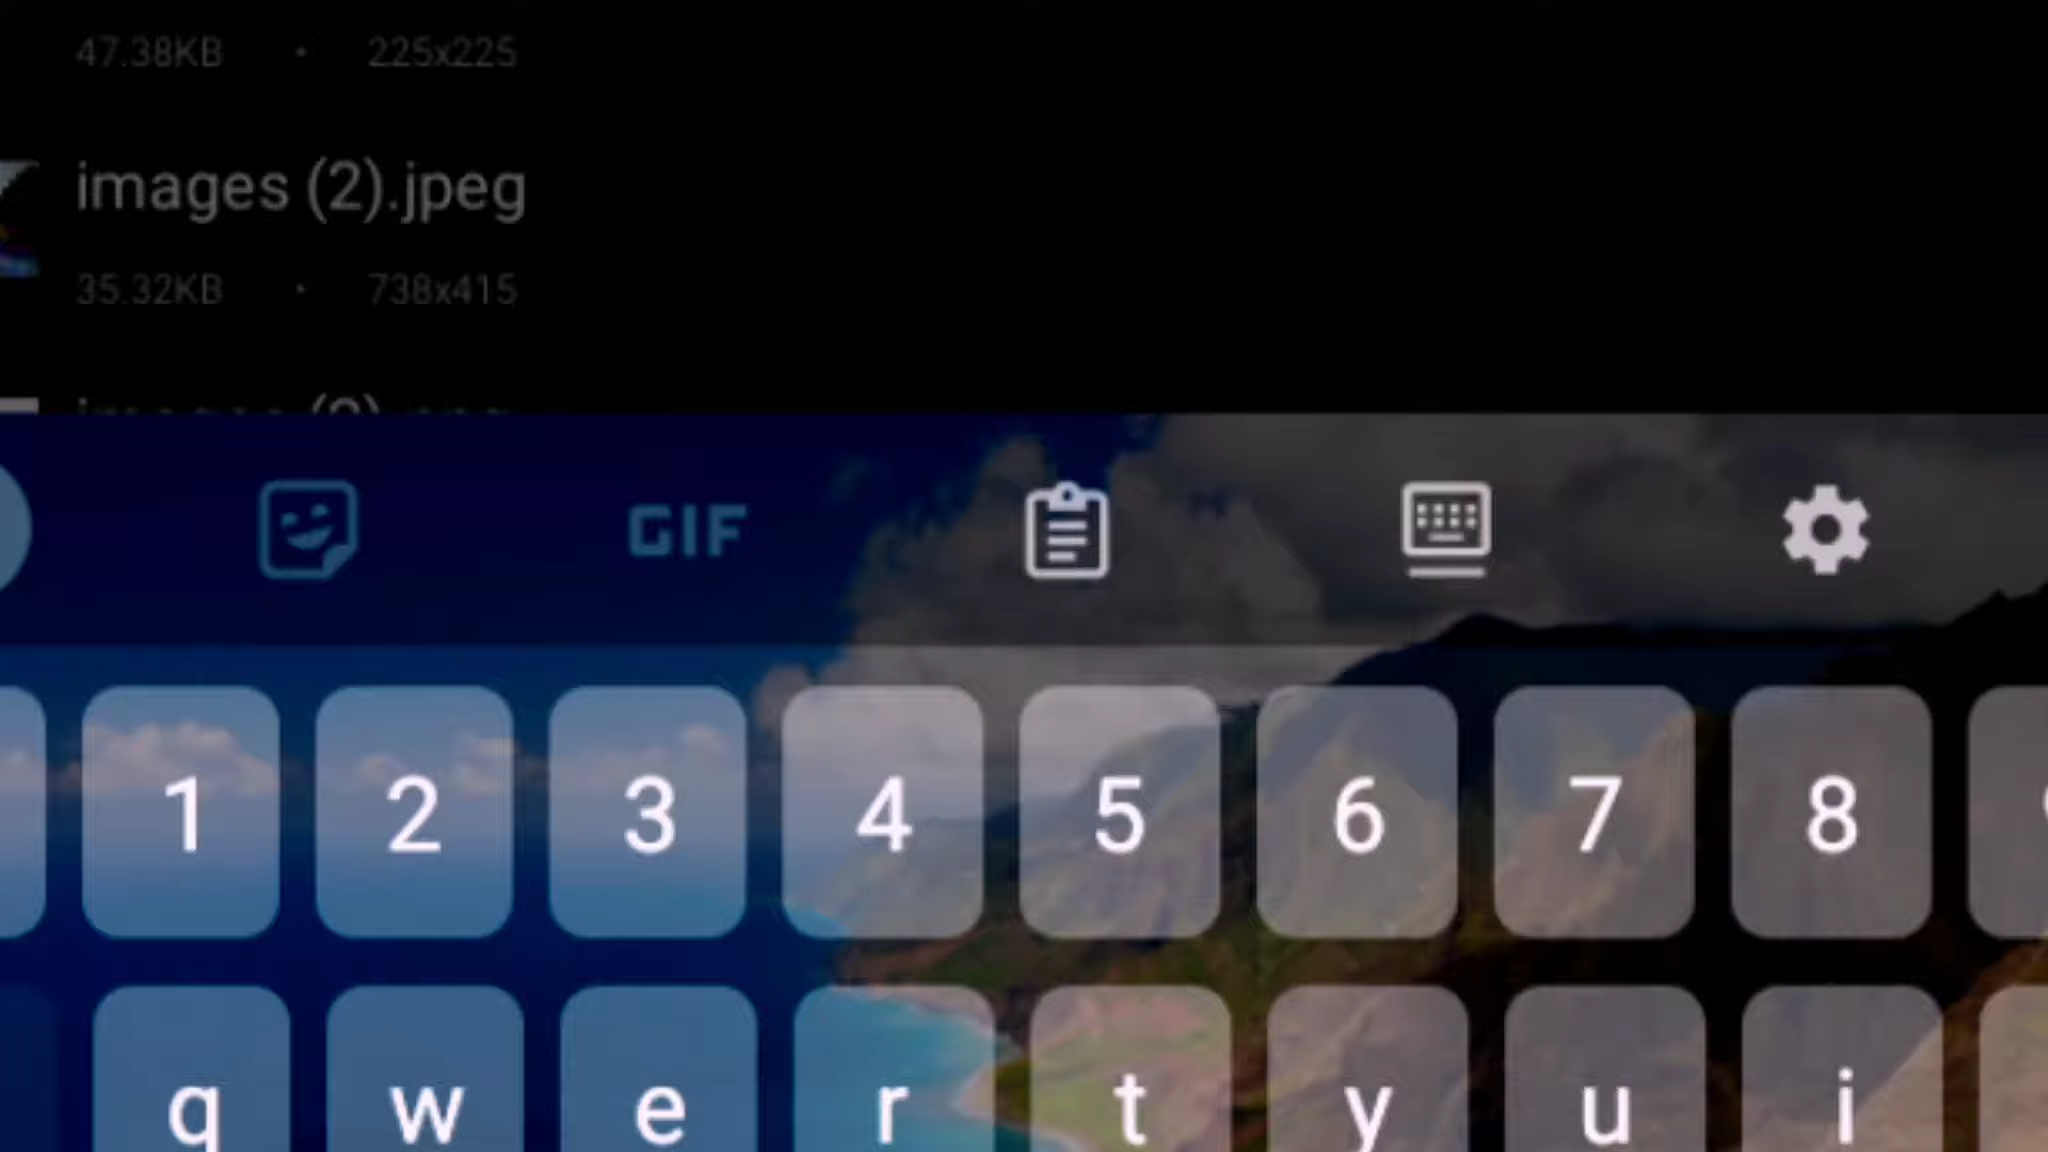 47.38KB • 225x225
images (2).jpeg
35.32KB • 738x415
GIF
1 2 3 4 5 6 7 8
q w e r t y u i